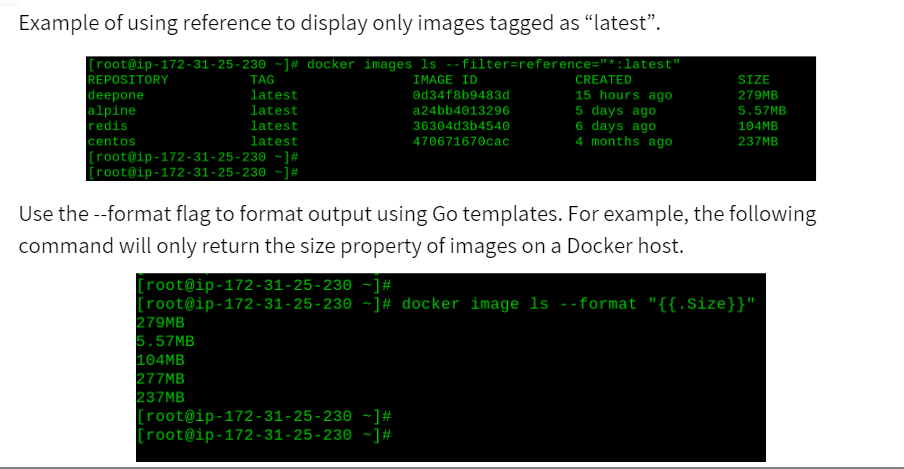 Example of using reference to display only images tagged as “latest”.
[root@ip-172-31-25-230 ~]# docker images ls --filter=reference="*:latest"
REPOSITORY TAG IMAGE ID CREATED SIZE
deepone latest 0d34f8b9483d 15 hours ago 279MB
alpine latest a24bb4013296 5 days ago 5.57MB
redis latest 36304d3b4540 6 days ago 104MB
centos latest 470671670cac 4 months ago 237MB
[root@ip-172-31-25-230 ~]#
[root@ip-172-31-25-230 ~]#
Use the --format flag to format output using Go templates. For example, the following
command will only return the size property of images on a Docker host.
[root@ip-172-31-25-230 ~]#
[root@ip-172-31-25-230 ~]# docker image ls --format "{{.Size}}"
279MB
5.57MB
104MB
277MB
237MB
[root@ip-172-31-25-230 ~]#
[root@ip-172-31-25-230 ~]#